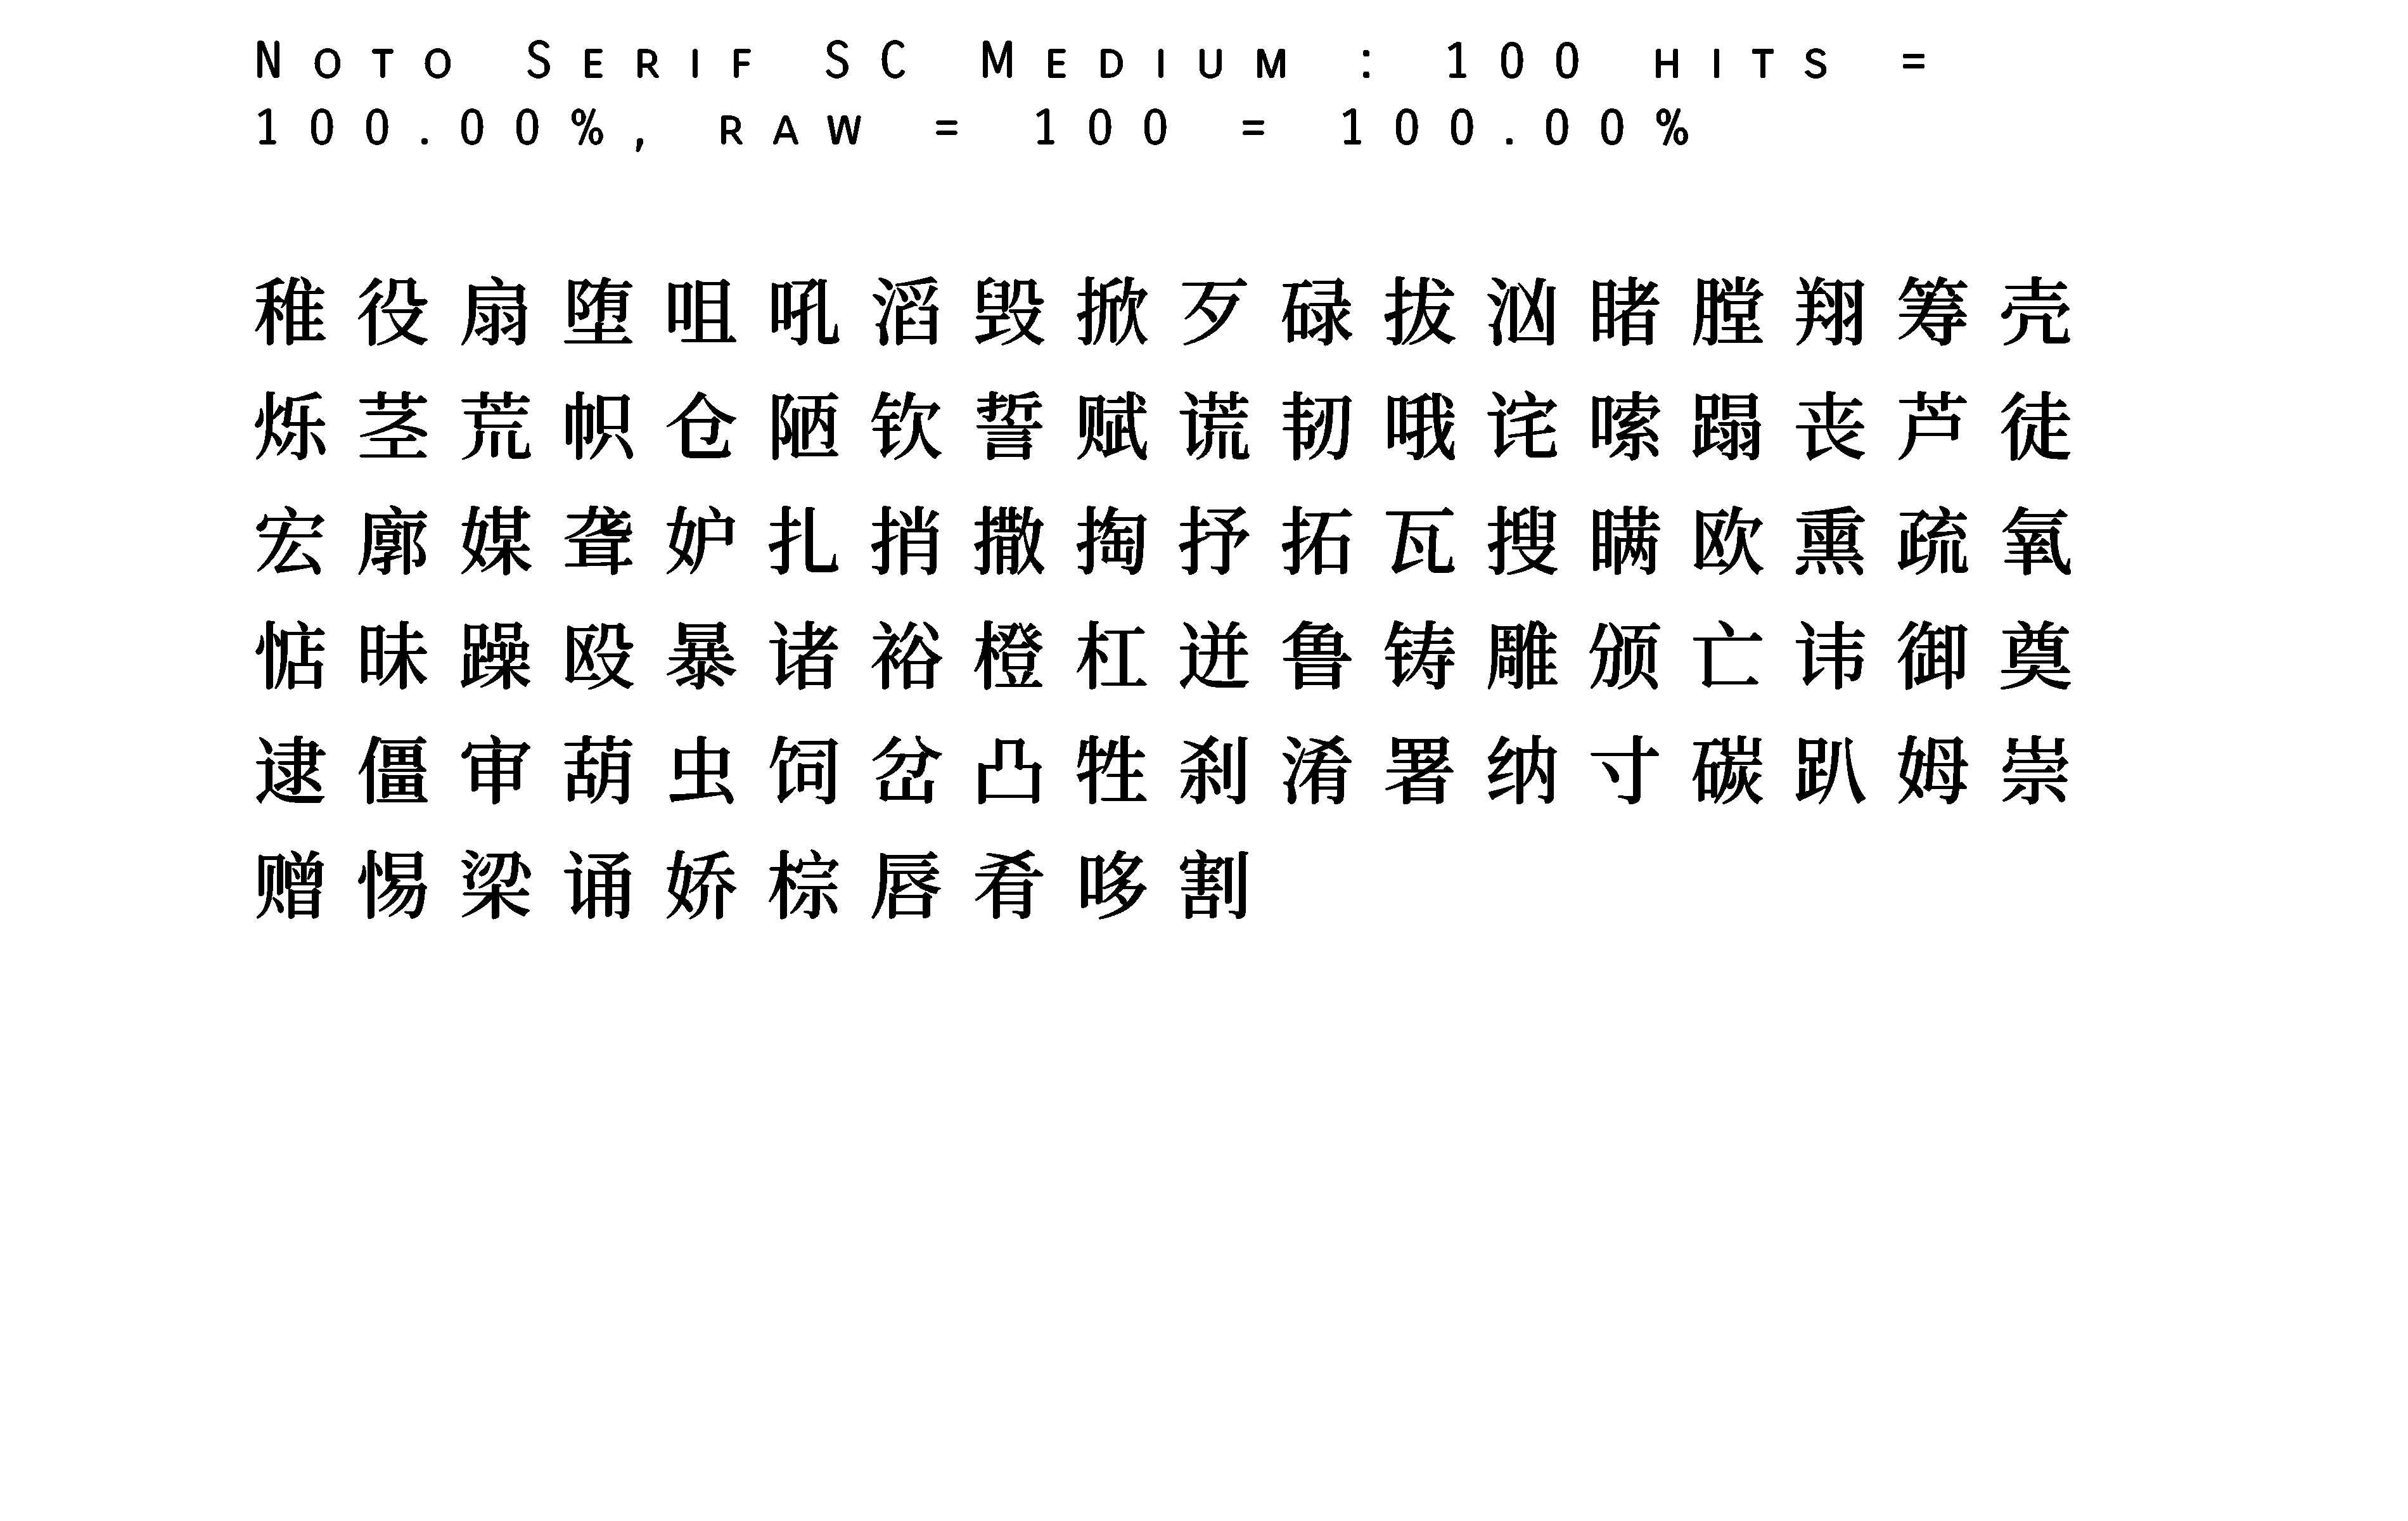 Noto Serif SC Medium : 100 hits =
100.00%, raw = 100 = 100.00%
稚役扇堕咀吼滔毁掀歹碌拔汹睹膛翔筹壳
烁茎荒帜仓陋钦誓赋谎韧哦诧嗦蹋丧芦徒
宏廓媒聋妒扎捎撒掏抒拓瓦搜瞒欧熏疏氧
惦昧躁殴暴诸裕橙杠迸鲁铸雕颁亡讳御奠
逮僵审葫虫饲岔凸牲刹淆署纳寸碳趴姆崇
赠惕梁诵娇棕唇肴哆割